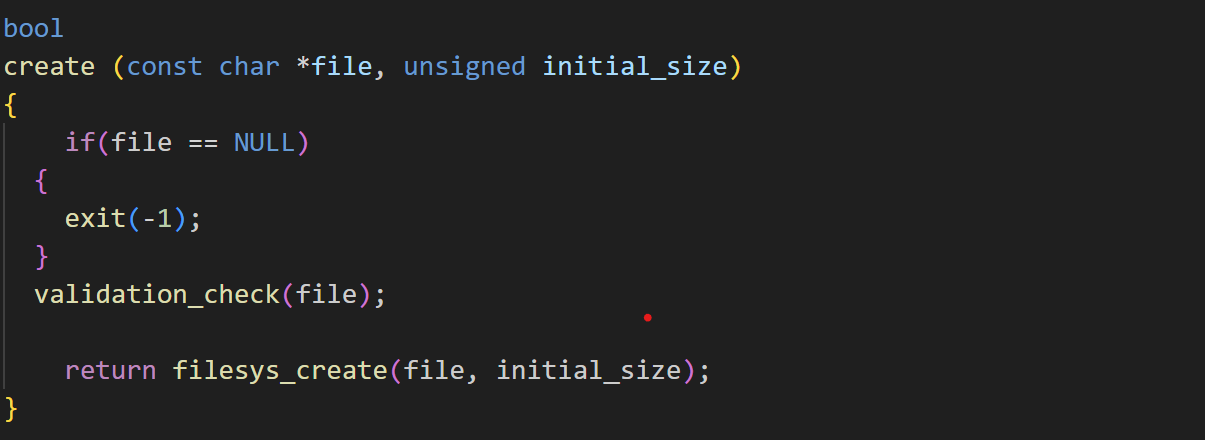 bool
create (const char *file, unsigned initial_size)
{
    if(file == NULL)
  {
    exit(-1);
  }
  validation_check(file);

    return filesys_create(file, initial_size);
}